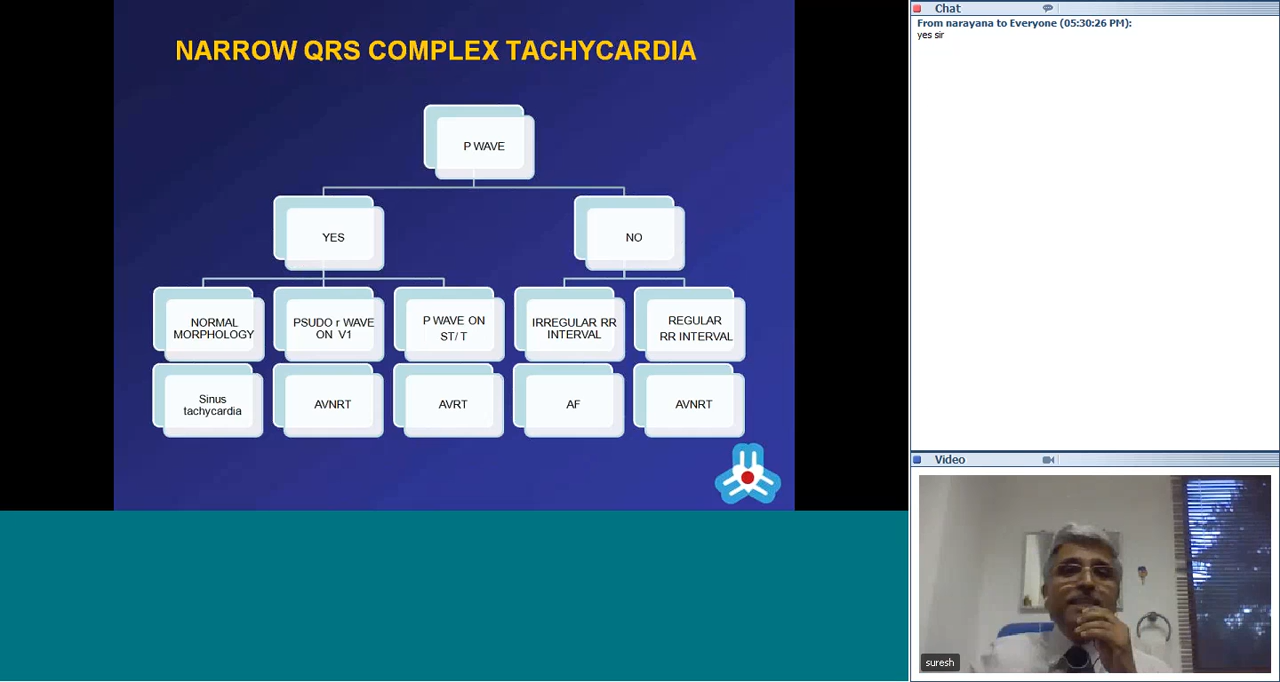 NARROW QRS COMPLEX TACHYCARDIA
P WAVE
YES
NO
NORMAL
MORPHOLOGY
PSUDO r WAVE
ON V1
P WAVE ON
ST/ T
IRREGULAR RR
INTERVAL
REGULAR
RR INTERVAL
Sinus
tachycardia
AVNRT
AVRT
AF
AVNRT
Chat
From narayana to Everyone (05:30:26 PM):
yes sir
Video
suresh